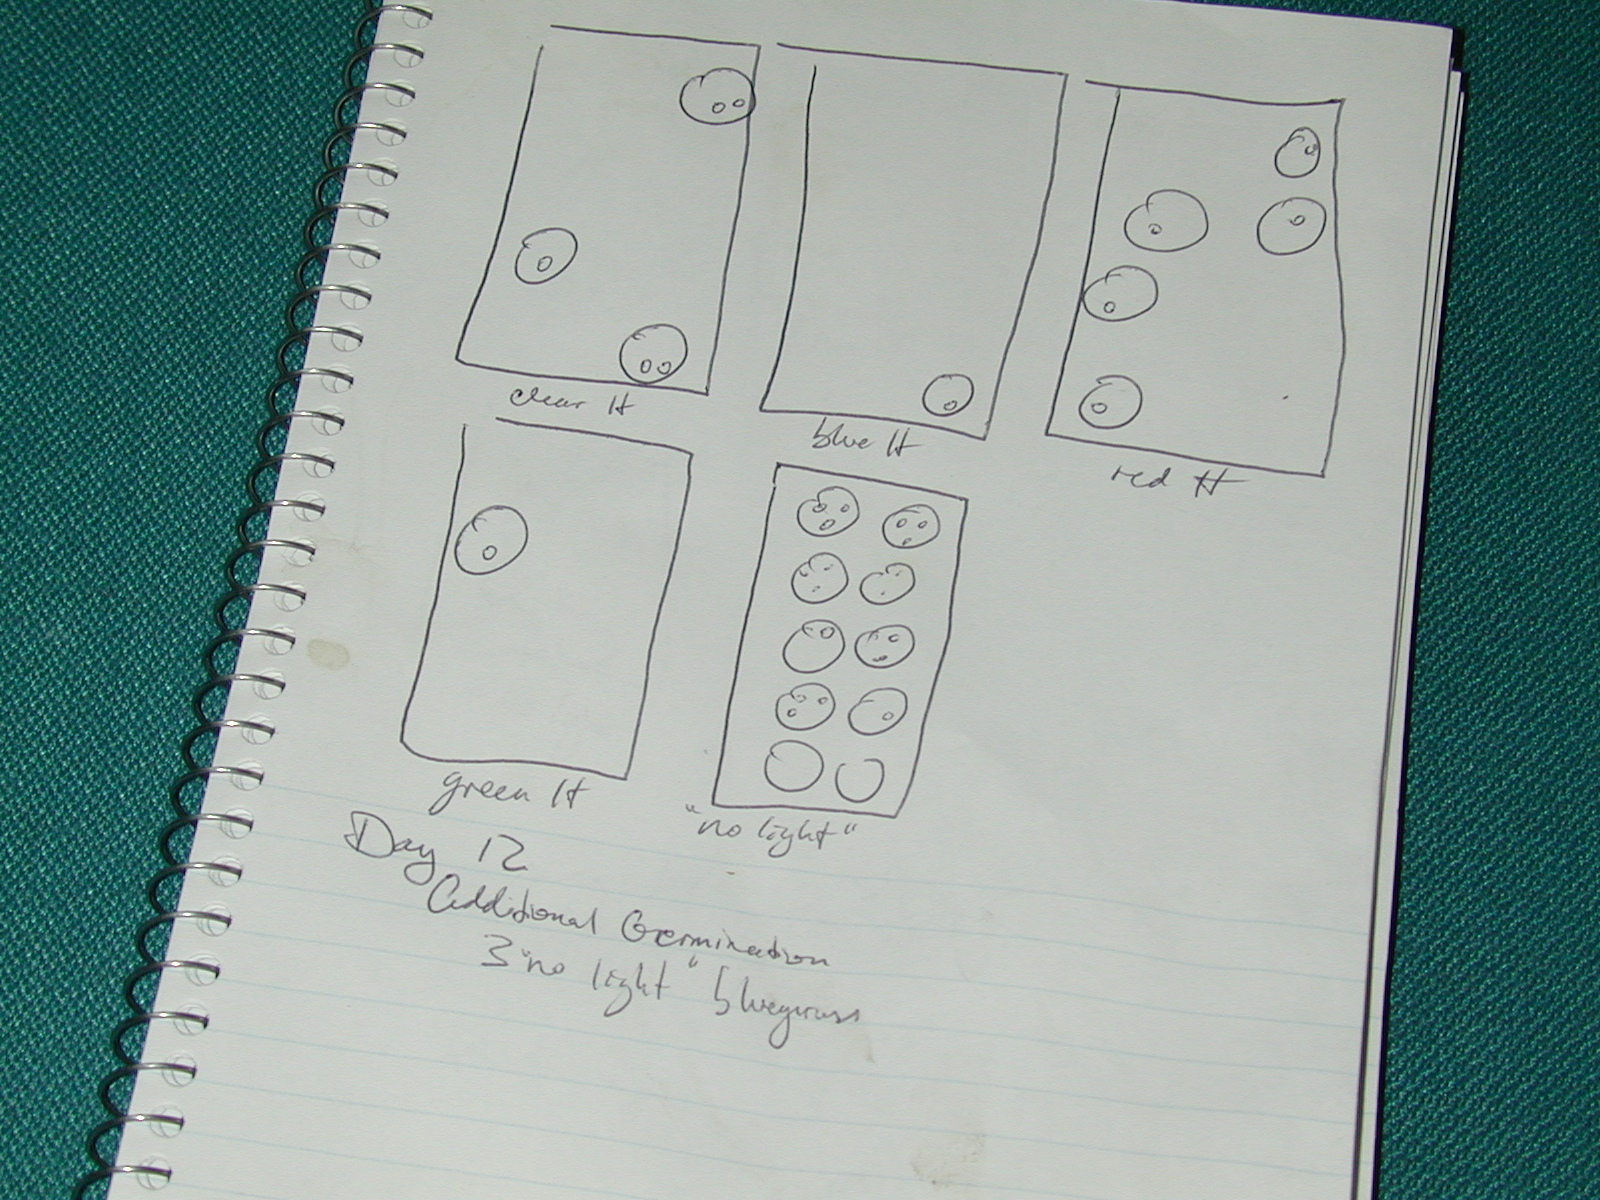 clear lt
blue lt
red lt
green lt
"no light"
Day 12
Additional Germination
3 "no light" bluegrass